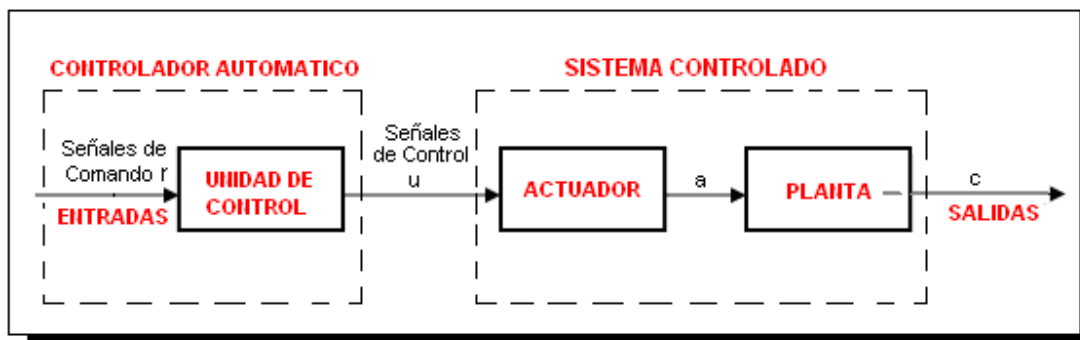 CONTROLADOR AUTOMATICO
SISTEMA CONTROLADO
Señales de
Comando r
ENTRADAS
UNIDAD DE
CONTROL
Señales
de Control
u
ACTUADOR
a
PLANTA
c
SALIDAS